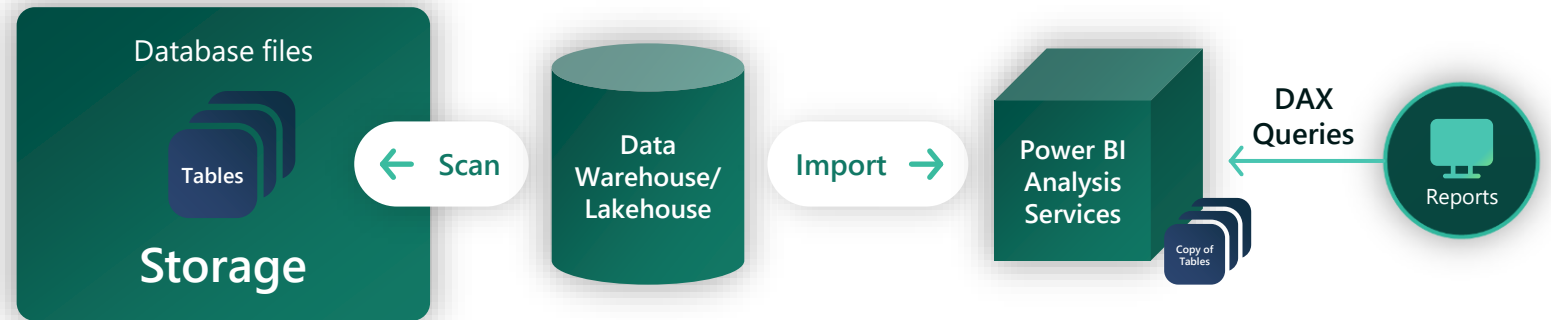 Database files
Tables
Storage
Scan
Data
Warehouse/
Lakehouse
Import
Power BI
Analysis
Services
Copy of
Tables
DAX
Queries
Reports